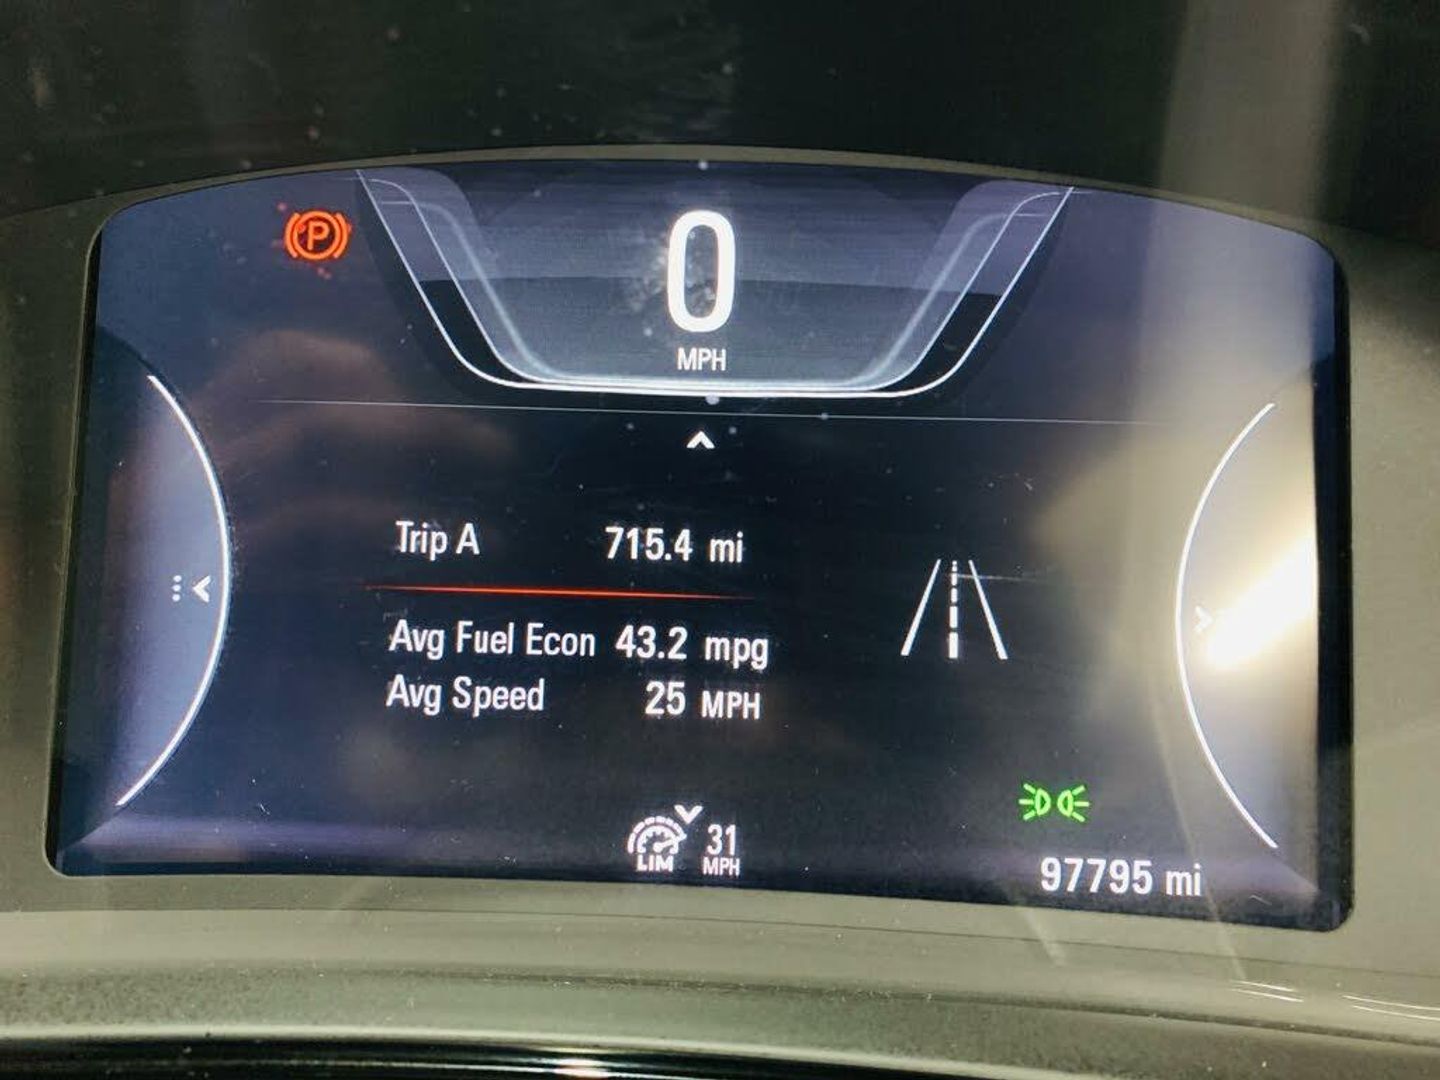 P
0
MPH
Trip A 715.4 mi
Avg Fuel Econ 43.2 mpg
Avg Speed 25 MPH
LIM 31 MPH
97795 mi